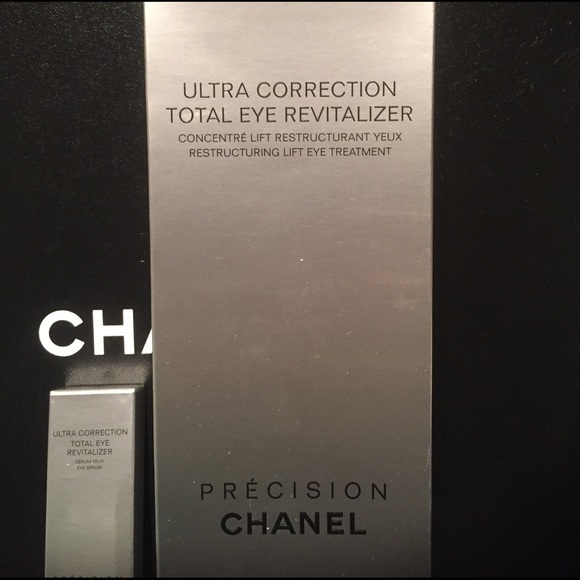 ULTRA CORRECTION
TOTAL EYE REVITALIZER
CONCENTRÉ LIFT RESTRUCTURANT YEUX
RESTRUCTURING LIFT EYE TREATMENT
CHA
ULTRA CORRECTION
TOTAL EYE
REVITALIZER
SÉRUM YEUX
EYE SERUM
PRÉCISION
CHANEL